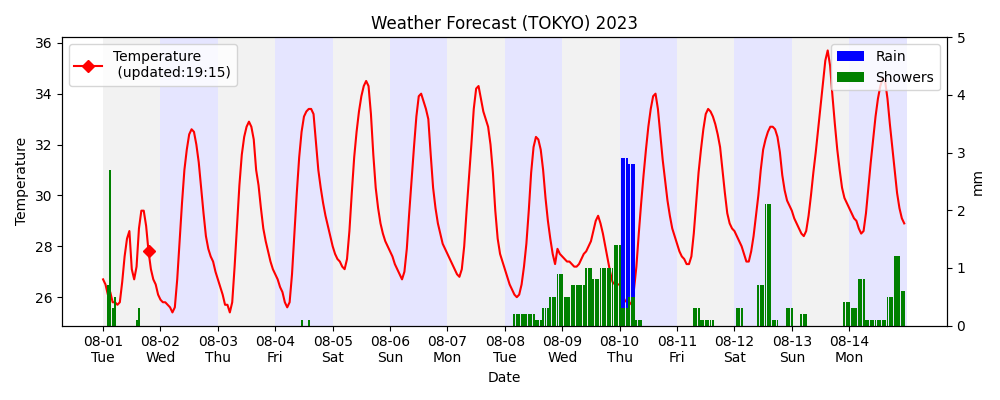 Weather Forecast (TOKYO) 2023
Temperature
(updated:19:15)
Rain
Showers
36
34
32
30
28
26
Temperature
5
4
3
2
1
0
mm
08-01 08-02 08-03 08-04 08-05 08-06 08-07 08-08 08-09 08-10 08-11 08-12 08-13 08-14
Tue Wed Thu Fri Sat Sun Mon Tue Wed Thu Fri Sat Sun Mon
Date